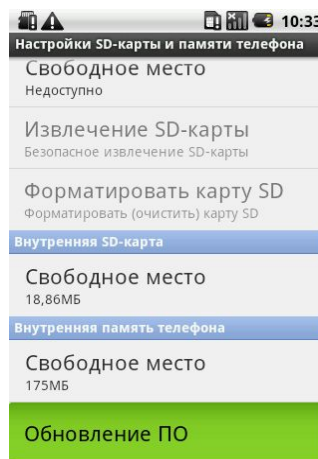 10:33
Настройки SD-карты и памяти телефона
Свободное место
Недоступно
Извлечение SD-карты
Безопасное извлечение SD-карты
Форматировать карту SD
Форматировать (очистить) карту SD
Внутренняя SD-карта
Свободное место
18,86МБ
Внутренняя память телефона
Свободное место
175МБ
Обновление ПО